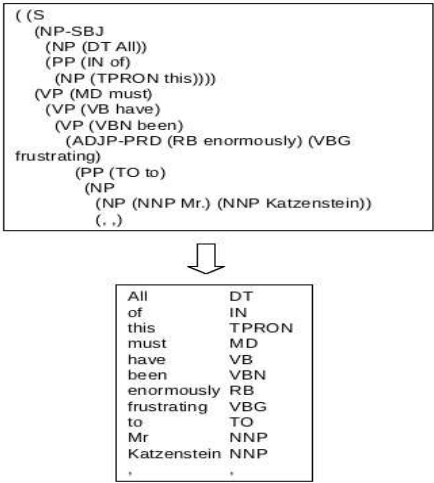 ( (S
(NP-SBJ
(NP (DT All))
(PP (IN of)
(NP (TPRON this))))
(VP (MD must)
(VP (VB have)
(VP (VBN been)
(ADJP-PRD (RB enormously) (VBG
frustrating)
(PP (TO to)
(NP
(NP (NNP Mr.) (NNP Katzenstein))
(, ,)
All DT
of IN
this TPRON
must MD
have VB
been VBN
enormously RB
frustrating VBG
to TO
Mr NNP
Katzenstein NNP
, ,